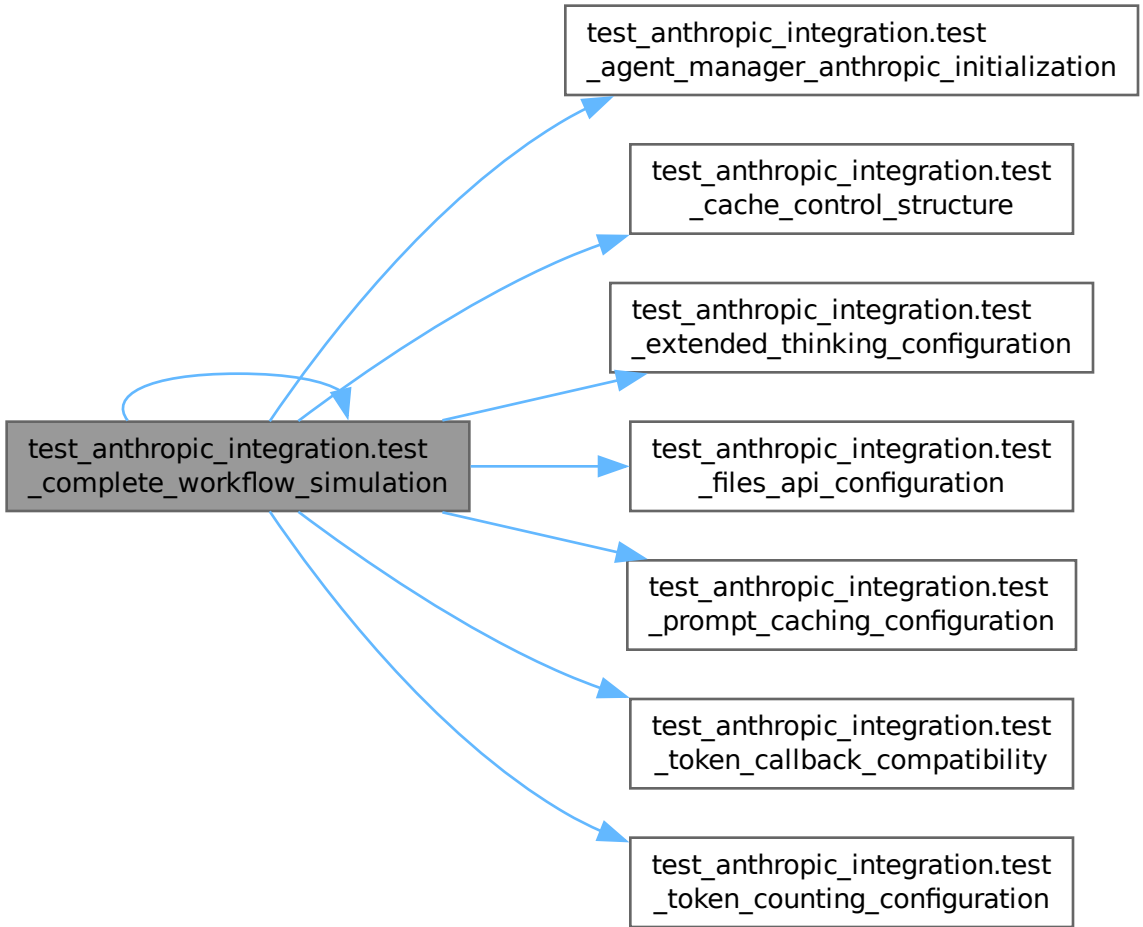 test_anthropic_integration.test
_agent_manager_anthropic_initialization
test_anthropic_integration.test
_cache_control_structure
test_anthropic_integration.test
_extended_thinking_configuration
test_anthropic_integration.test
_complete_workflow_simulation
test_anthropic_integration.test
_files_api_configuration
test_anthropic_integration.test
_prompt_caching_configuration
test_anthropic_integration.test
_token_callback_compatibility
test_anthropic_integration.test
_token_counting_configuration